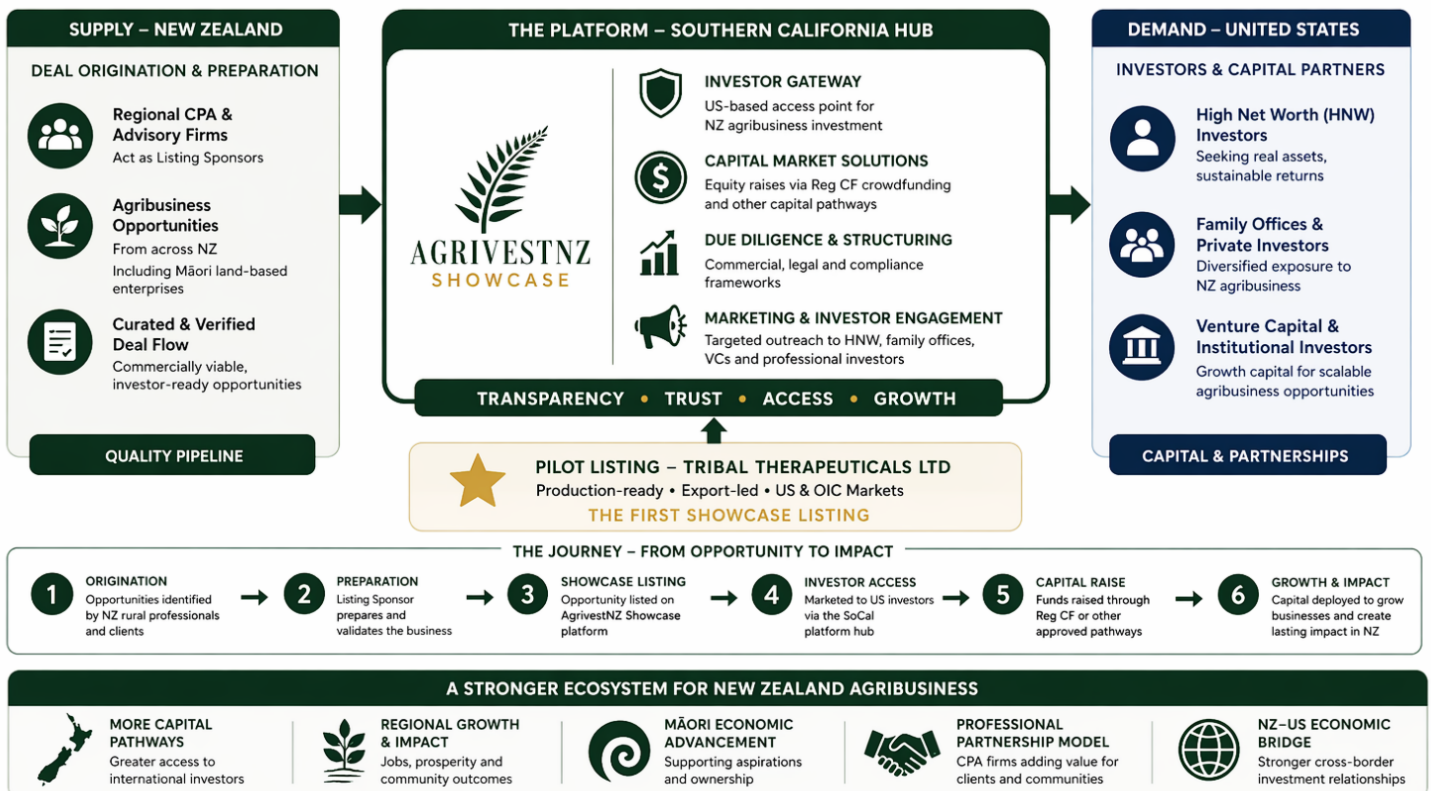 SUPPLY – NEW ZEALAND
DEAL ORIGINATION & PREPARATION
Regional CPA &
Advisory Firms
Act as Listing Sponsors
Agribusiness
Opportunities
From across NZ
Including Māori land-based
enterprises
Curated & Verified
Deal Flow
Commercially viable,
investor-ready opportunities
QUALITY PIPELINE
THE PLATFORM – SOUTHERN CALIFORNIA HUB
AGRIVESTNZ
SHOWCASE
INVESTOR GATEWAY
US-based access point for
NZ agribusiness investment
$
CAPITAL MARKET SOLUTIONS
Equity raises via Reg CF crowdfunding
and other capital pathways
DUE DILIGENCE & STRUCTURING
Commercial, legal and compliance
frameworks
MARKETING & INVESTOR ENGAGEMENT
Targeted outreach to HNW, family offices,
VCs and professional investors
TRANSPARENCY • TRUST • ACCESS • GROWTH
DEMAND – UNITED STATES
INVESTORS & CAPITAL PARTNERS
High Net Worth (HNW)
Investors
Seeking real assets,
sustainable returns
Family Offices &
Private Investors
Diversified exposure to
NZ agribusiness
Venture Capital &
Institutional Investors
Growth capital for scalable
agribusiness opportunities
CAPITAL & PARTNERSHIPS
PILOT LISTING – TRIBAL THERAPEUTICALS LTD
Production-ready • Export-led • US & OIC Markets
THE FIRST SHOWCASE LISTING
THE JOURNEY – FROM OPPORTUNITY TO IMPACT
1
ORIGINATION
Opportunities identified
by NZ rural professionals
and clients
2
PREPARATION
Listing Sponsor
prepares and
validates the business
3
SHOWCASE LISTING
Opportunity listed on
AgrivestNZ Showcase
platform
4
INVESTOR ACCESS
Marketed to US investors
via the SoCal
platform hub
5
CAPITAL RAISE
Funds raised through
Reg CF or other
approved pathways
6
GROWTH & IMPACT
Capital deployed to grow
businesses and create
lasting impact in NZ
A STRONGER ECOSYSTEM FOR NEW ZEALAND AGRIBUSINESS
MORE CAPITAL
PATHWAYS
Greater access to
international investors
REGIONAL GROWTH
& IMPACT
Jobs, prosperity and
community outcomes
MĀORI ECONOMIC
ADVANCEMENT
Supporting aspirations
and ownership
PROFESSIONAL
PARTNERSHIP MODEL
CPA firms adding value for
clients and communities
NZ–US ECONOMIC
BRIDGE
Stronger cross-border
investment relationships